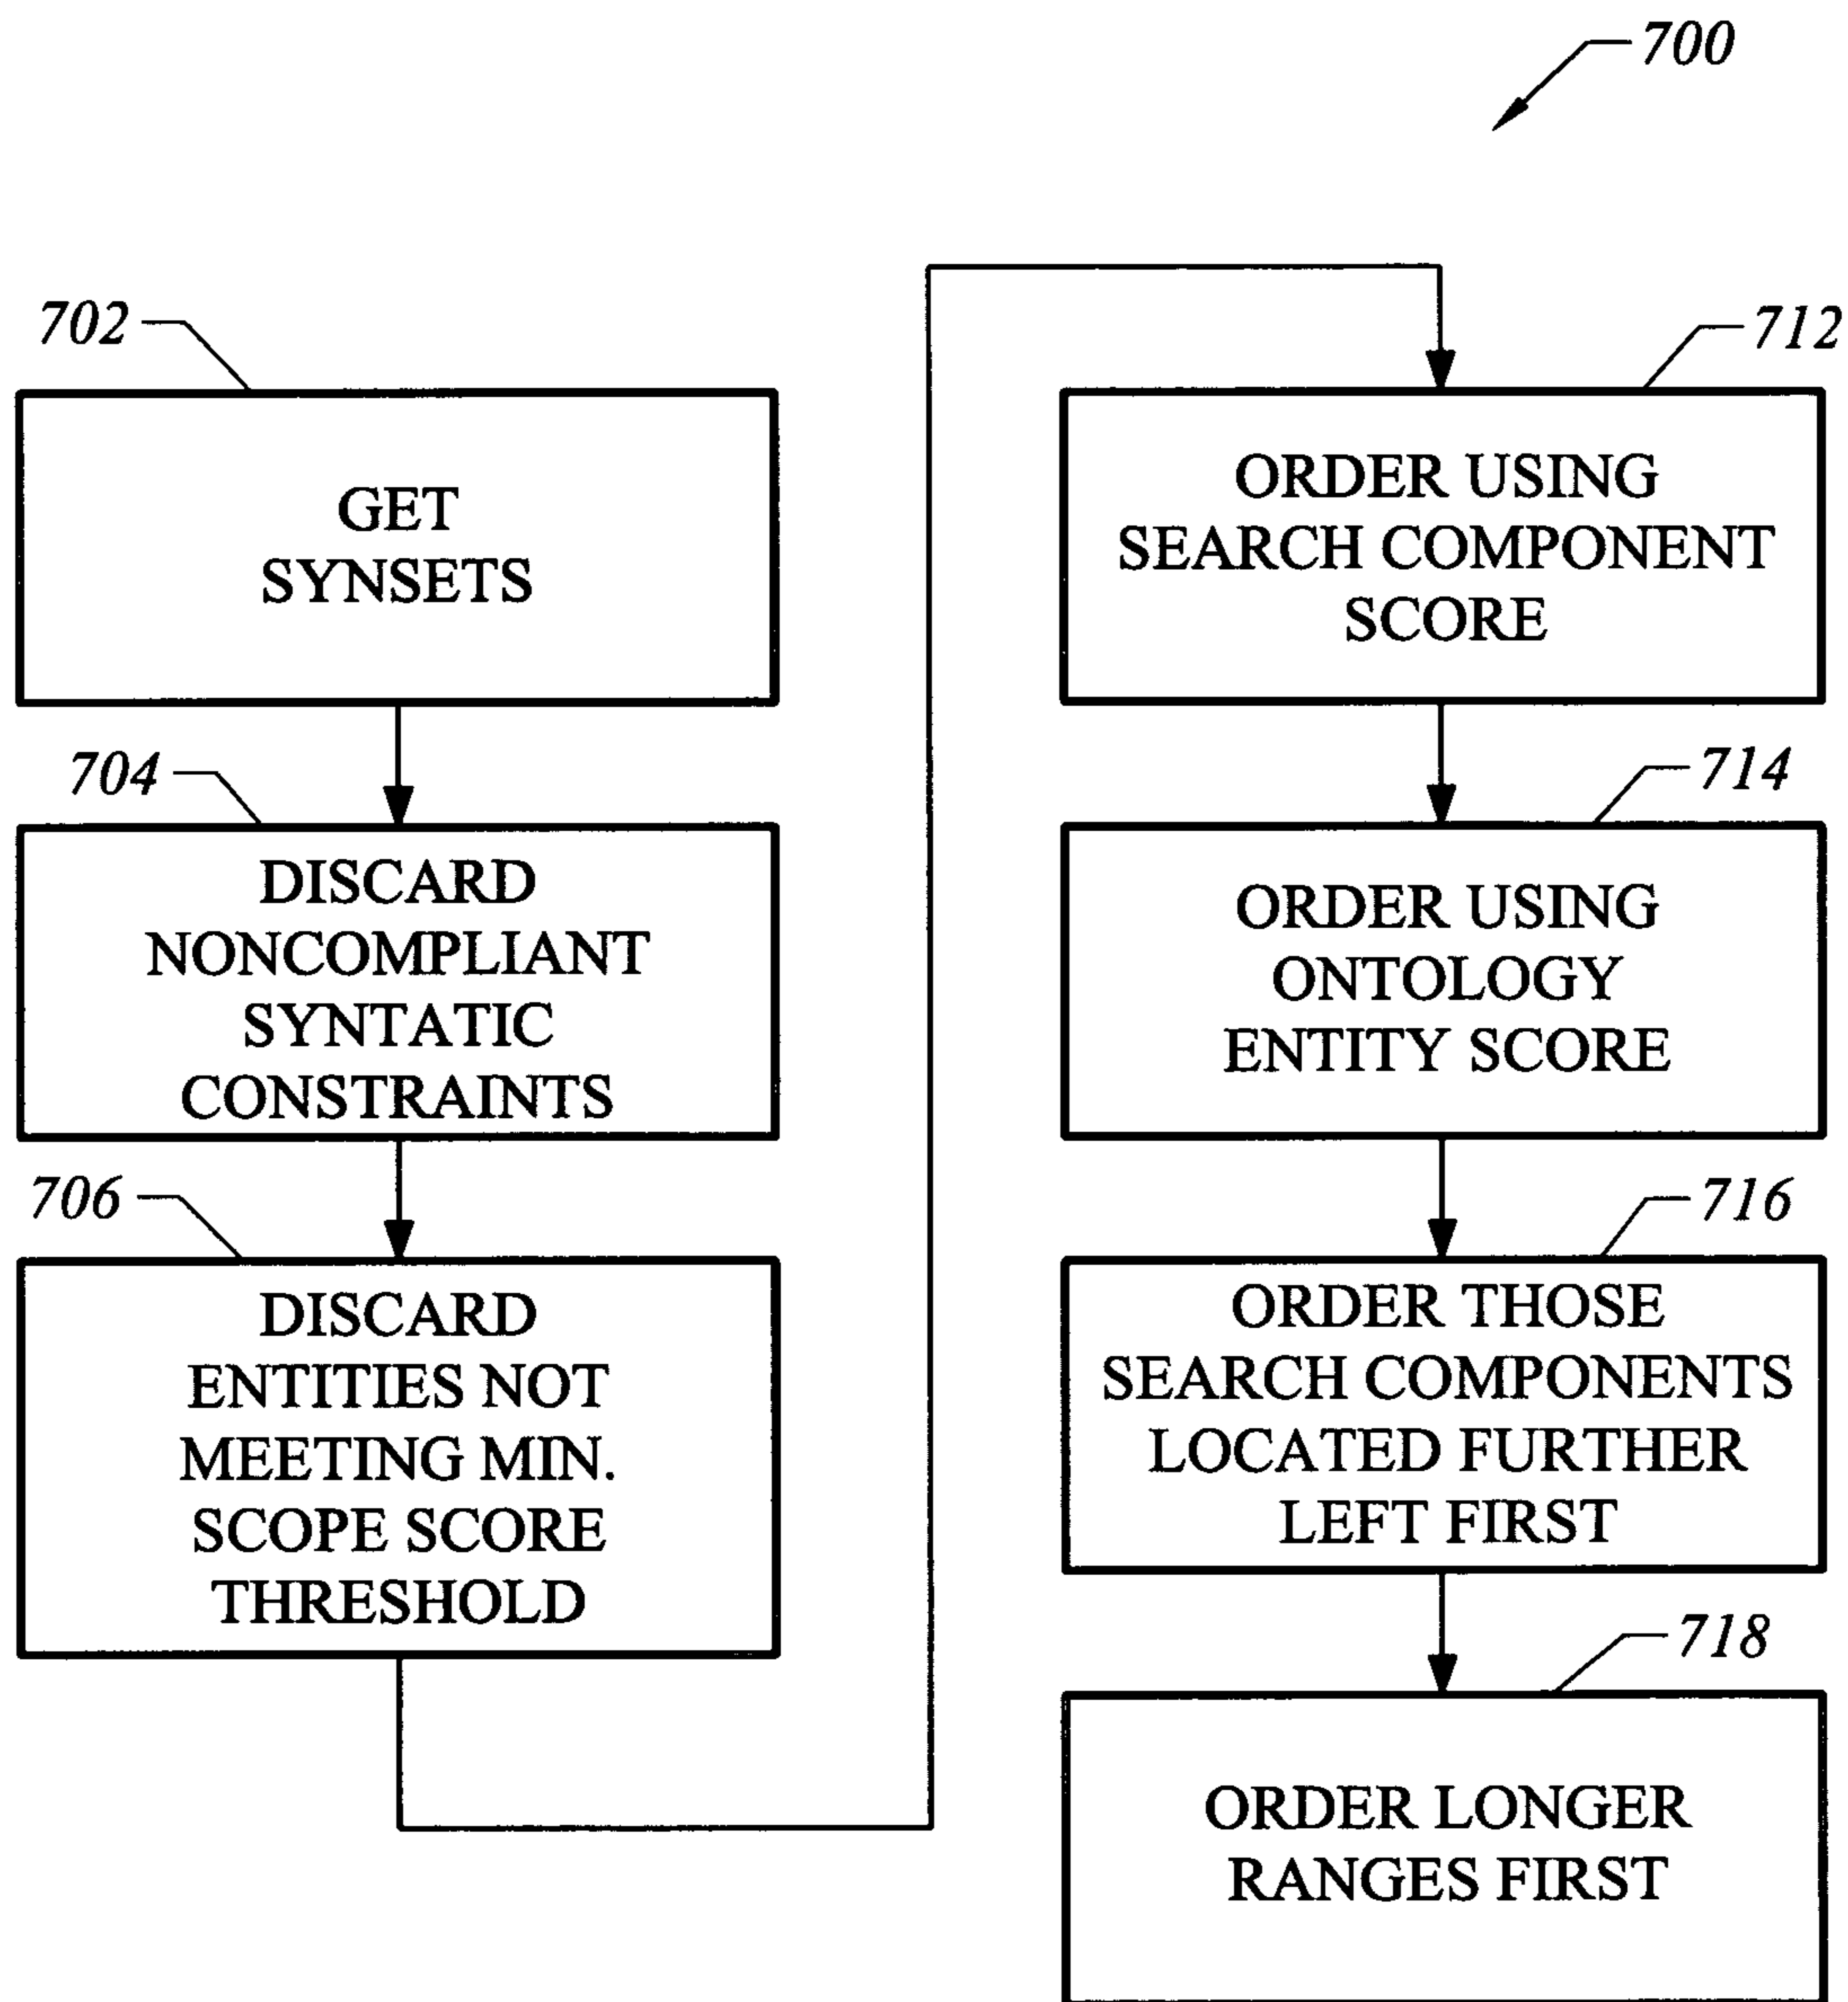 700
702
GET
SYNSETS
704
DISCARD
NONCOMPLIANT
SYNTATIC
CONSTRAINTS
706
DISCARD
ENTITIES NOT
MEETING MIN.
SCOPE SCORE
THRESHOLD
712
ORDER USING
SEARCH COMPONENT
SCORE
714
ORDER USING
ONTOLOGY
ENTITY SCORE
716
ORDER THOSE
SEARCH COMPONENTS
LOCATED FURTHER
LEFT FIRST
718
ORDER LONGER
RANGES FIRST